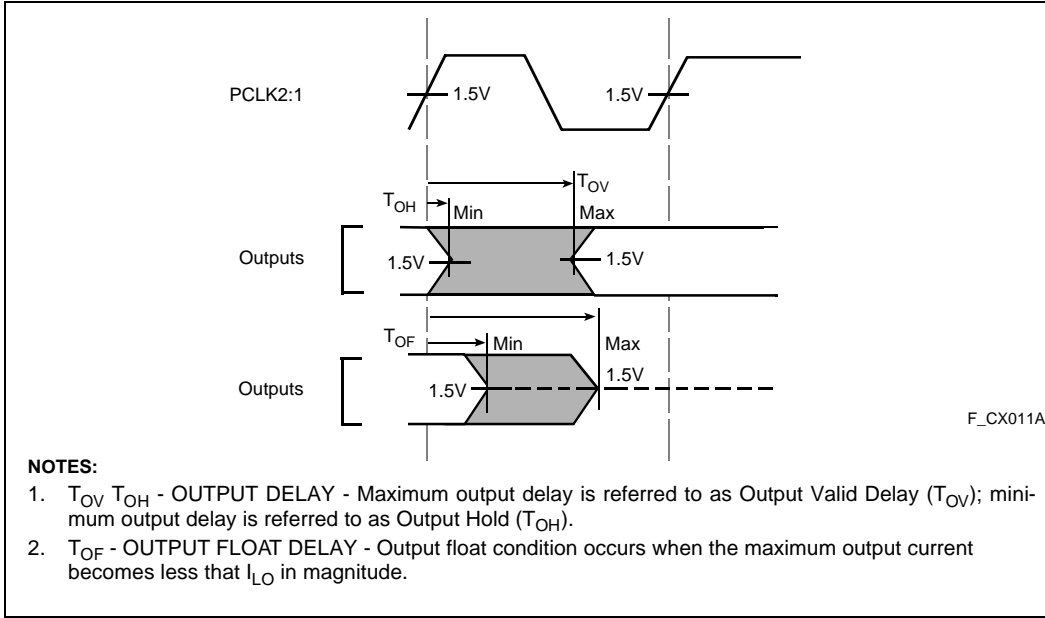 PCLK2:1
1.5V
1.5V
TOV
TOH
Min
Max
Outputs
1.5V
1.5V
TOF
Min
Max
1.5V
Outputs
1.5V
F_CX011A
NOTES:
1. TOV TOH - OUTPUT DELAY - Maximum output delay is referred to as Output Valid Delay (TOV); mini-
mum output delay is referred to as Output Hold (TOH).
2. TOF - OUTPUT FLOAT DELAY - Output float condition occurs when the maximum output current
becomes less that ILO in magnitude.